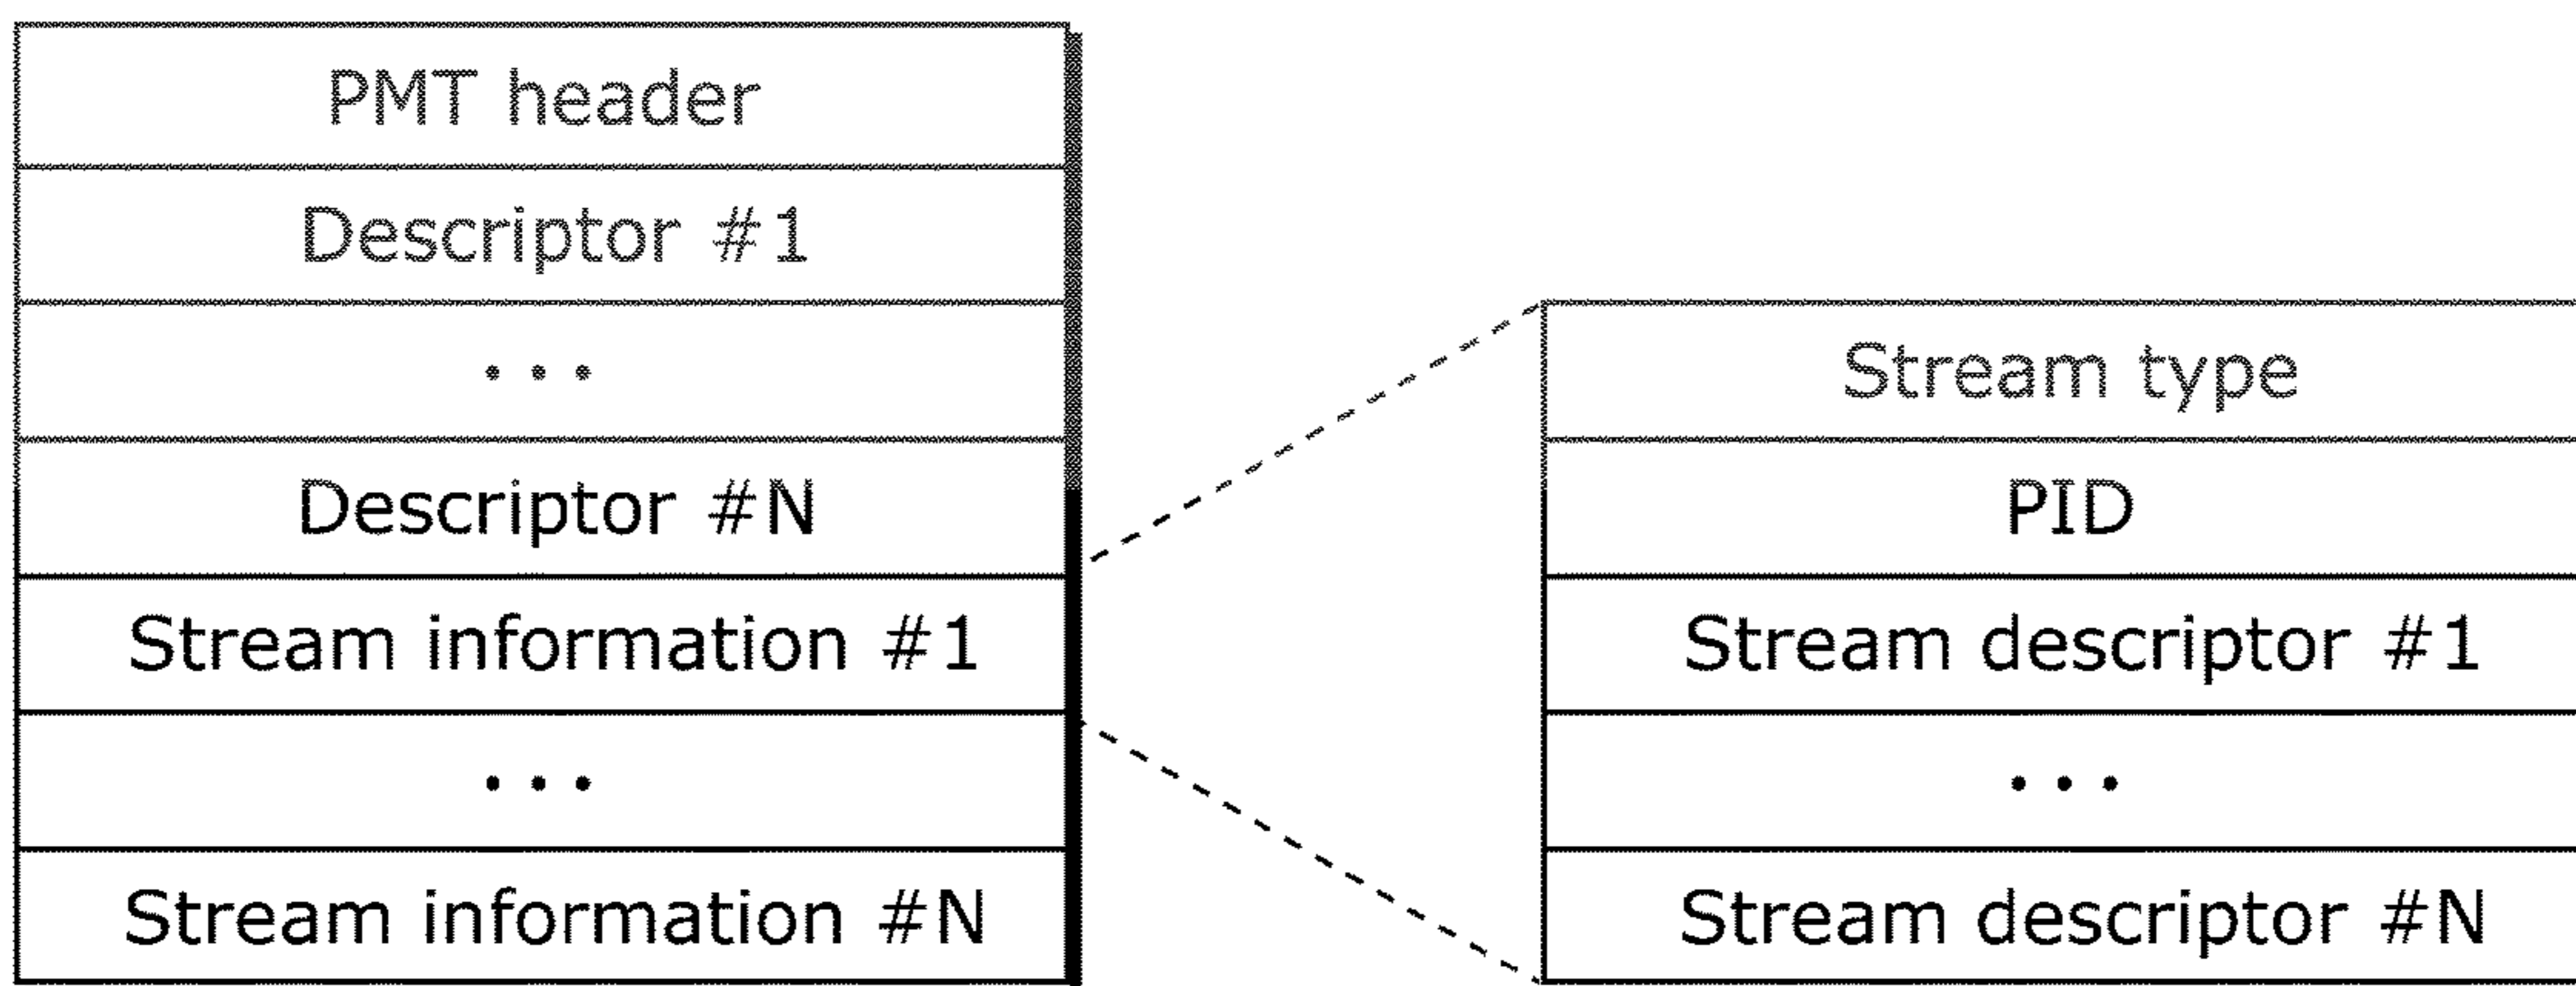 PMT header
Descriptor #1
...
Descriptor #N
Stream information #1
...
Stream information #N
Stream type
PID
Stream descriptor #1
...
Stream descriptor #N